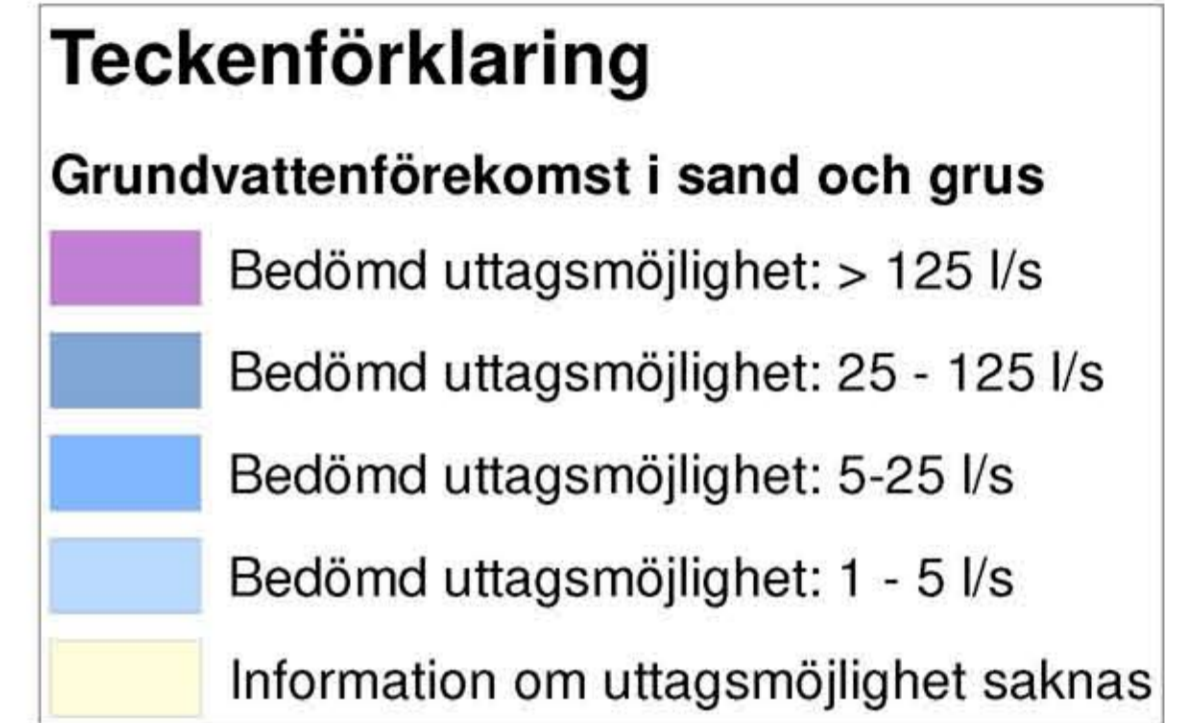 Teckenförklaring
Grundvattenförekomst i sand och grus
Bedömd uttagsmöjlighet: > 125 l/s
Bedömd uttagsmöjlighet: 25 - 125 l/s
Bedömd uttagsmöjlighet: 5-25 l/s
Bedömd uttagsmöjlighet: 1 - 5 l/s
Information om uttagsmöjlighet saknas